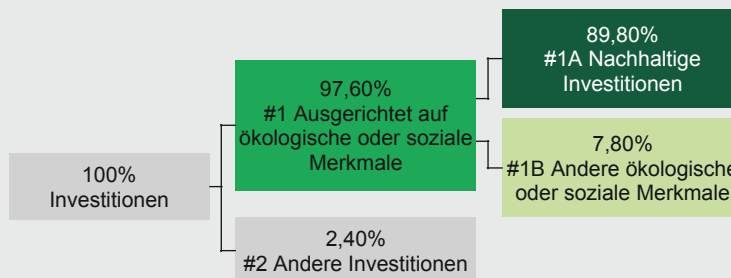 100%
Investitionen
97,60%
#1 Ausgerichtet auf
ökologische oder soziale
Merkmale
2,40%
#2 Andere Investitionen
89,80%
#1A Nachhaltige
Investitionen
7,80%
#1B Andere ökologische
oder soziale Merkmale